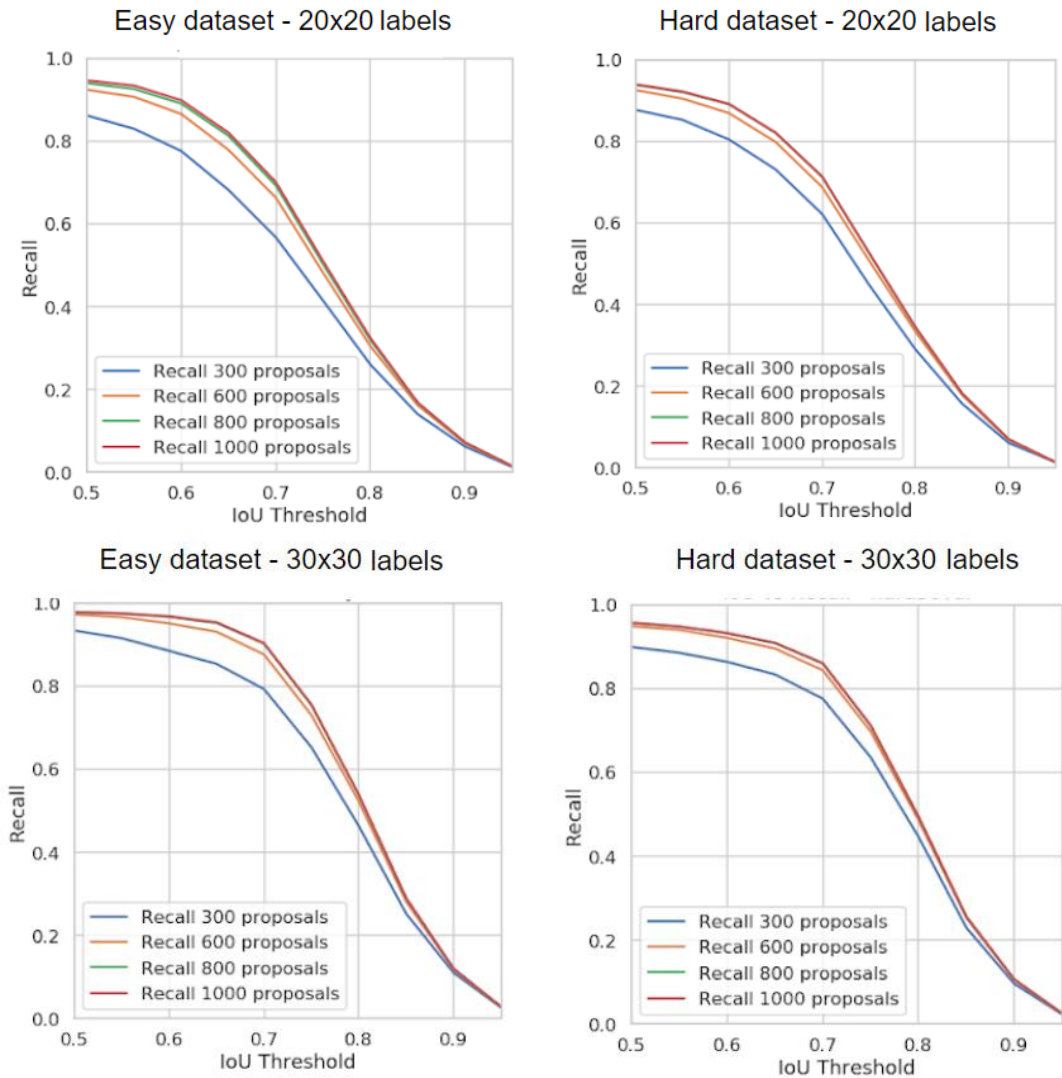 Easy dataset - 20x20 labels
1.0
0.8
0.6
0.4
0.2
0.0
Recall
Recall 300 proposals
Recall 600 proposals
Recall 800 proposals
Recall 1000 proposals
0.5 0.6 0.7 0.8 0.9
IoU Threshold
Hard dataset - 20x20 labels
1.0
0.8
0.6
0.4
0.2
0.0
Recall
Recall 300 proposals
Recall 600 proposals
Recall 800 proposals
Recall 1000 proposals
0.5 0.6 0.7 0.8 0.9
IoU Threshold
Easy dataset - 30x30 labels
1.0
0.8
0.6
0.4
0.2
0.0
Recall
Recall 300 proposals
Recall 600 proposals
Recall 800 proposals
Recall 1000 proposals
0.5 0.6 0.7 0.8 0.9
IoU Threshold
Hard dataset - 30x30 labels
1.0
0.8
0.6
0.4
0.2
0.0
Recall
Recall 300 proposals
Recall 600 proposals
Recall 800 proposals
Recall 1000 proposals
0.5 0.6 0.7 0.8 0.9
IoU Threshold